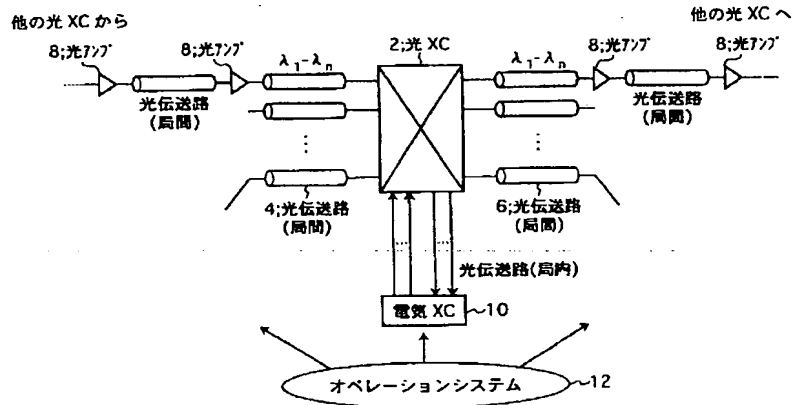 他の光 XC から
他の光 XC へ
8;光アンプ
8;光アンプ
λ1-λn
2;光 XC
λ1-λn
8;光アンプ
8;光アンプ
光伝送路
(局間)
光伝送路
(局間)
4;光伝送路
(局間)
6;光伝送路
(局間)
光伝送路(局内)
電気 XC
10
オペレーションシステム
12